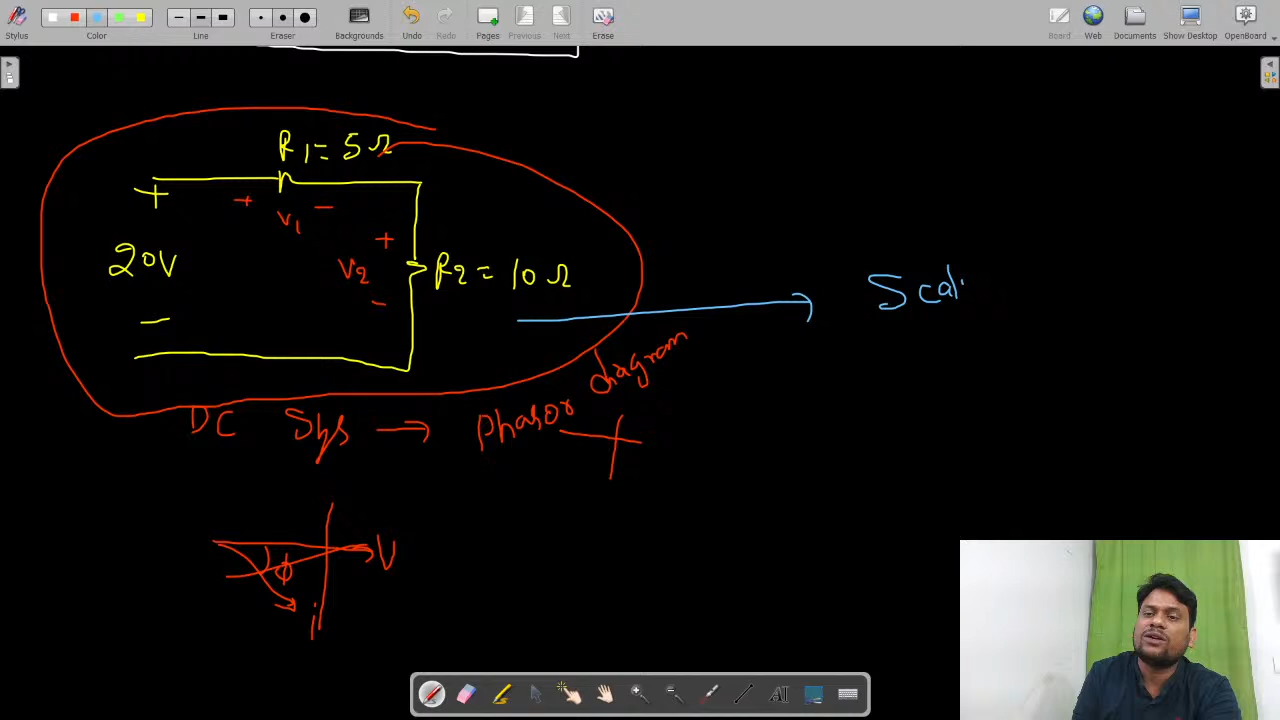 Stylus
Color
Line
Eraser
Backgrounds
Undo
Redo
Pages
Previous
Next
Erase
Board
Web
Documents
Show Desktop
OpenBoard
R1 = 5 Ω
+ + V1 -
20V
+ V2 -
R2 = 10 Ω
-
Scal
DC Sys → Phasor diagram
ϕ
V
i
AI